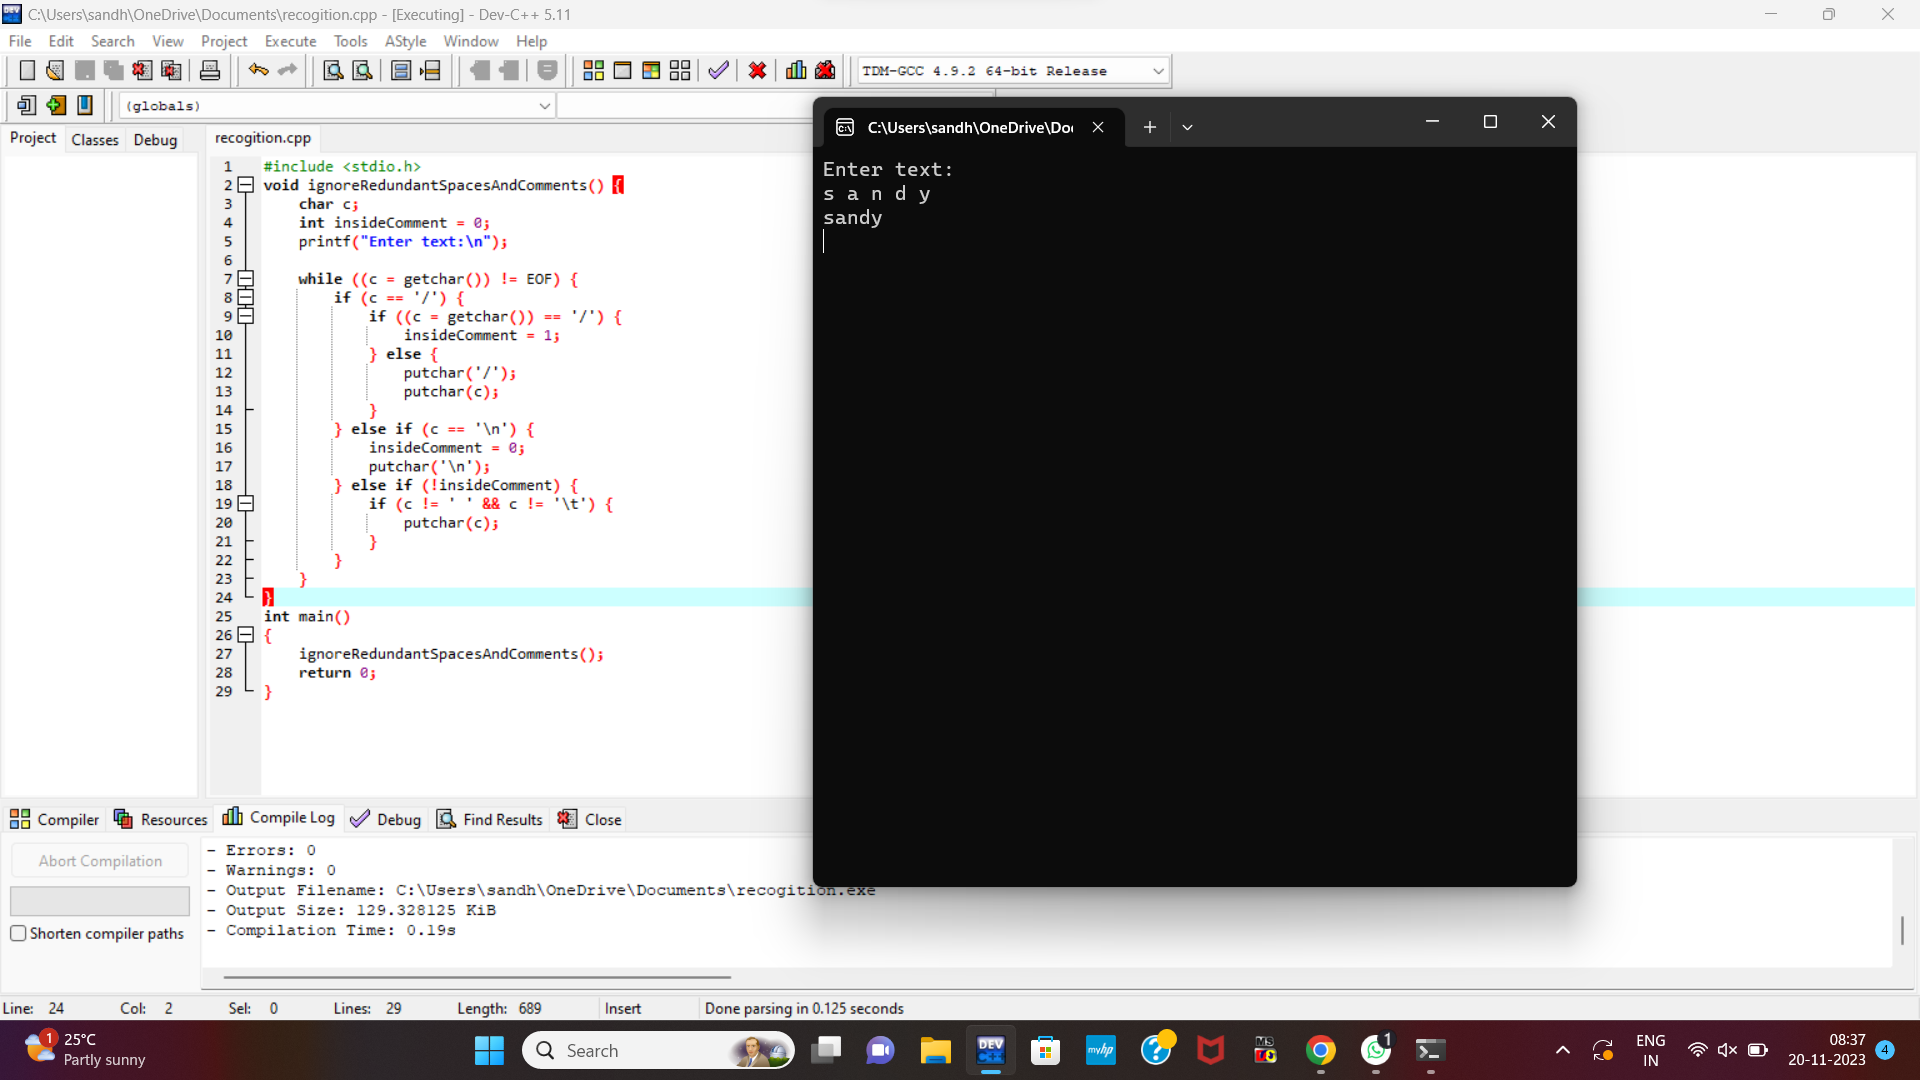 C:\Users\sandh\OneDrive\Documents\recogition.cpp - [Executing] - Dev-C++ 5.11
File Edit Search View Project Execute Tools AStyle Window Help
TDM-GCC 4.9.2 64-bit Release
(globals)
Project Classes Debug
recogition.cpp
1 #include <stdio.h>
2 void ignoreRedundantSpacesAndComments() {
3 char c;
4 int insideComment = 0;
5 printf("Enter text:\n");
6
7 while ((c = getchar()) != EOF) {
8 if (c == '/') {
9 if ((c = getchar()) == '/') {
10 insideComment = 1;
11 } else {
12 putchar('/');
13 putchar(c);
14 }
15 } else if (c == '\n') {
16 insideComment = 0;
17 putchar('\n');
18 } else if (!insideComment) {
19 if (c != ' ' && c != '\t') {
20 putchar(c);
21 }
22 }
23 }
24 }
25 int main()
26 {
27 ignoreRedundantSpacesAndComments();
28 return 0;
29 }
C:\Users\sandh\OneDrive\Do
Enter text:
s a n d y
sandy
Compiler Resources Compile Log Debug Find Results Close
Abort Compilation
Shorten compiler paths
- Errors: 0
- Warnings: 0
- Output Filename: C:\Users\sandh\OneDrive\Documents\recogition.exe
- Output Size: 129.328125 KiB
- Compilation Time: 0.19s
Line: 24 Col: 2 Sel: 0 Lines: 29 Length: 689 Insert Done parsing in 0.125 seconds
1
25°C
Partly sunny
Search
DEV
C++
myhp
?
MS
1
ENG
IN
08:37
20-11-2023
4